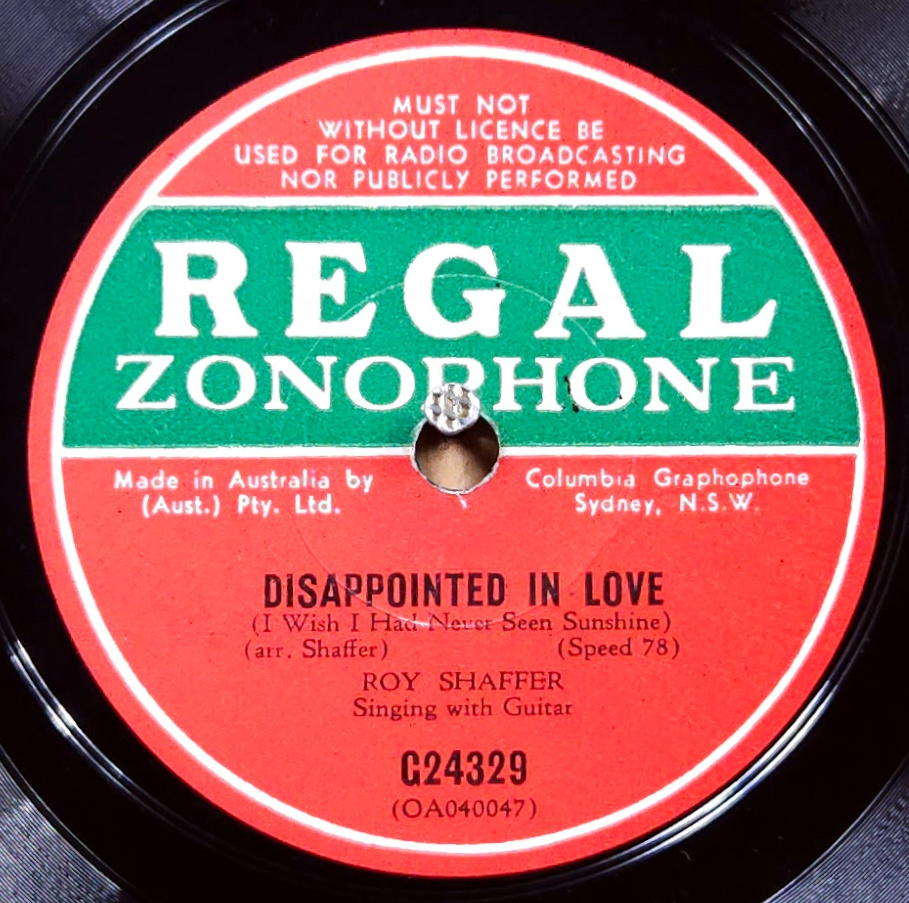 MUST NOT
WITHOUT LICENCE BE
USED FOR RADIO BROADCASTING
NOR PUBLICLY PERFORMED
REGAL
ZONOPHONE
Made in Australia by Columbia Graphophone
(Aust.) Pty. Ltd. Sydney, N.S.W.
DISAPPOINTED IN LOVE
(I Wish I Had Never Seen Sunshine)
(arr. Shaffer) (Speed 78)
ROY SHAFFER
Singing with Guitar
G24329
(OA040047)